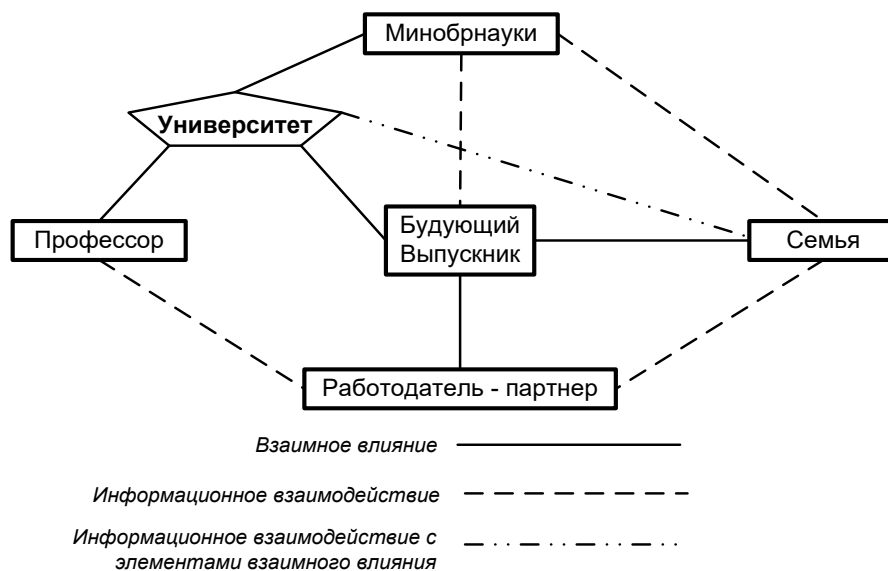 Минобрнауки
Университет
Профессор
Будующий
Выпускник
Семья
Работодатель - партнер
Взаимное влияние
Информационное взаимодействие
Информационное взаимодействие с
элементами взаимного влияния